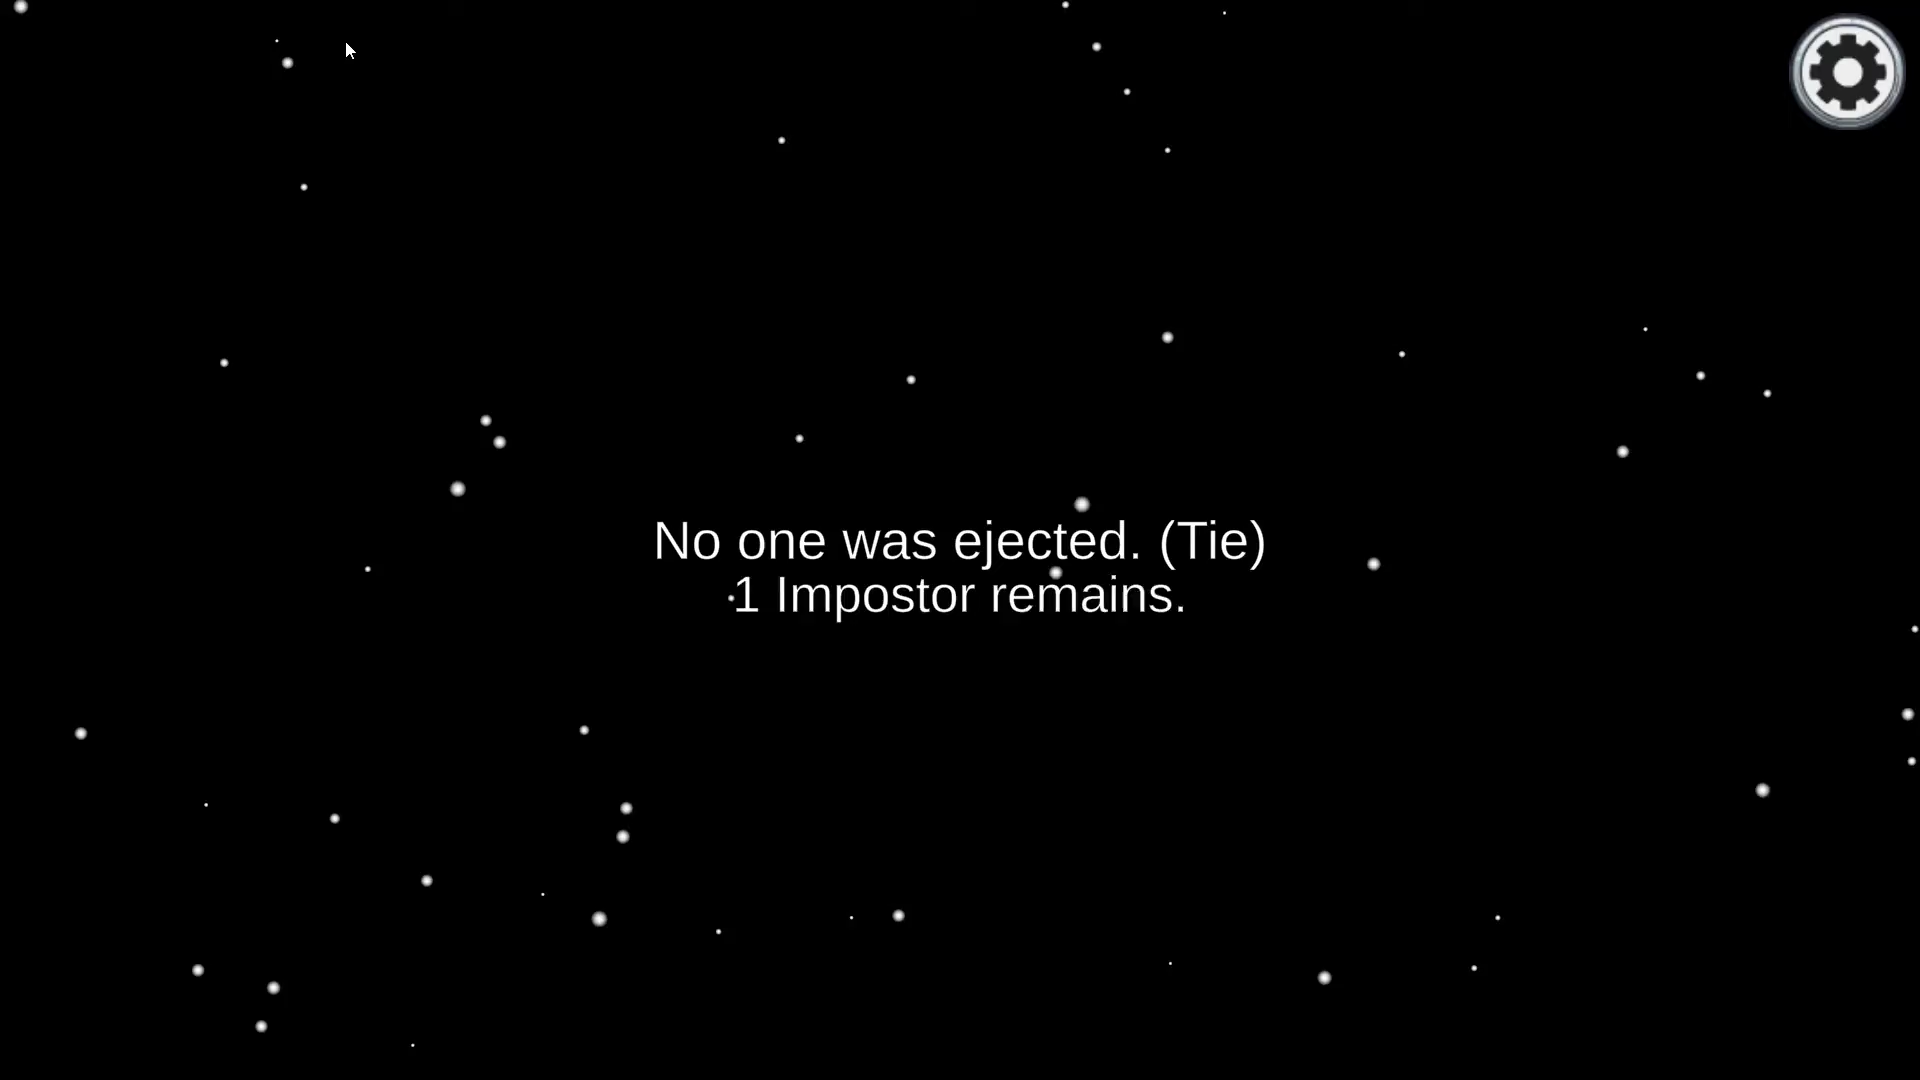 No one was ejected. (Tie)
1 Impostor remains.